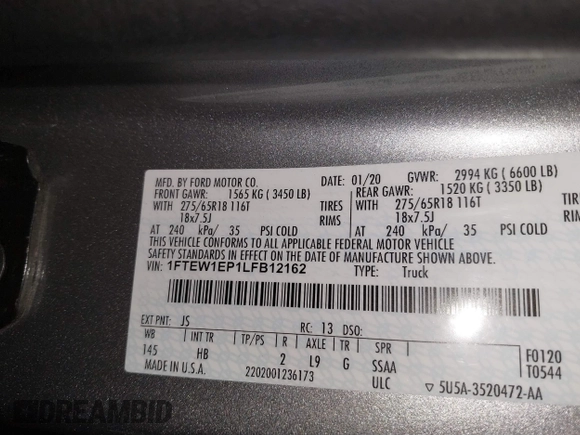 MFD. BY FORD MOTOR CO.
01/20 GVWR: 2994 KG ( 6600 LB)
FRONT GAWR: 1565 KG ( 3450 LB)
REAR GAWR: 1520 KG ( 3350 LB)
WITH 275/65R18 116T TIRES
WITH 275/65R18 116T
18x7.5J RIMS
18x7.5J
AT 240 kPa/ 35 PSI COLD
AT 240 kPa/ 35 PSI COLD
THIS VEHICLE CONFORMS TO ALL APPLICABLE FEDERAL MOTOR VEHICLE
SAFETY STANDARDS IN EFFECT ON THE DATE OF MANUFACTURE SHOWN ABOVE.
VIN: 1FTEW1EP1LFB12162
TYPE: Truck
EXT PNT: JS RC: 13 DSO:
WB INT TR TP/PS R AXLE TR SPR
145 HB 2 L9 G SSAA
F0120
T0544
MADE IN U.S.A. 2202001236173 ULC ▽ 5U5A-3520472-AA
DREAMBID